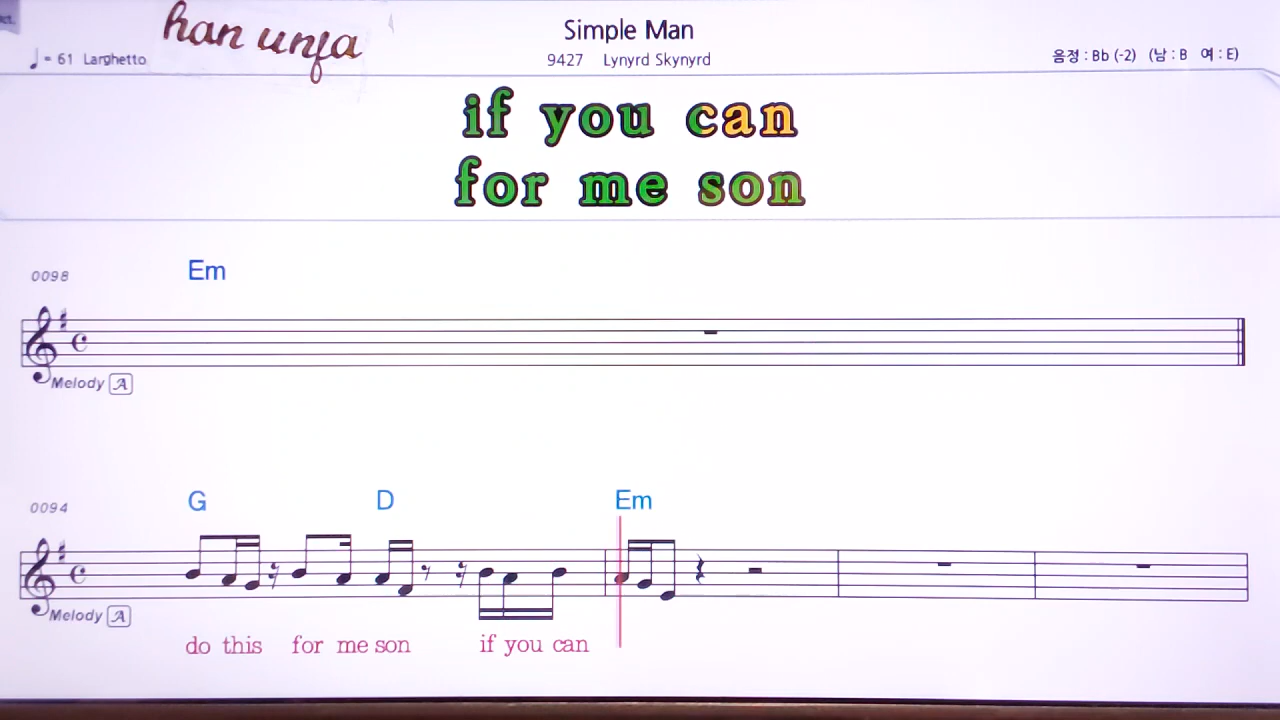 han unja
Simple Man
♩= 61 Larghetto
9427 Lynyrd Skynyrd
음정 : Bb (-2) (남 : B 여 : E)
if you can
for me son
0098
Em
Melody A
0094
G D Em
Melody A
do this for me son if you can